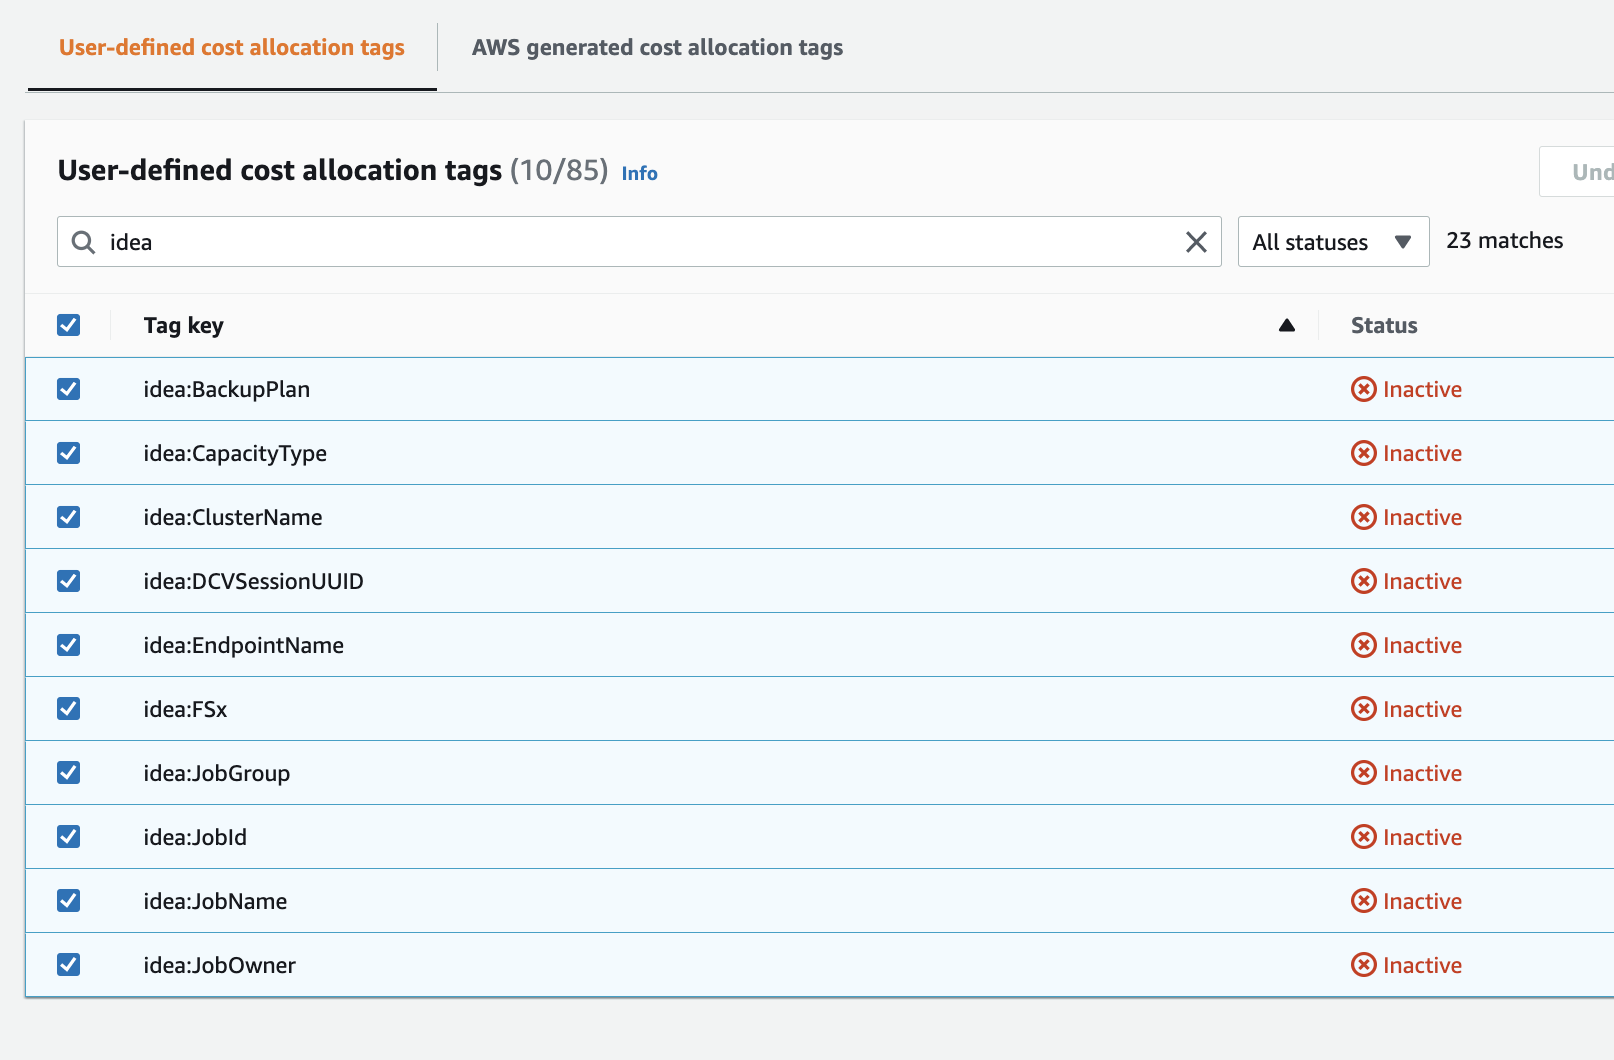 User-defined cost allocation tags
AWS generated cost allocation tags
User-defined cost allocation tags (10/85) Info
Und
idea
All statuses
23 matches
Tag key
Status
idea:BackupPlan Inactive
idea:CapacityType Inactive
idea:ClusterName Inactive
idea:DCVSessionUUID Inactive
idea:EndpointName Inactive
idea:FSx Inactive
idea:JobGroup Inactive
idea:JobId Inactive
idea:JobName Inactive
idea:JobOwner Inactive